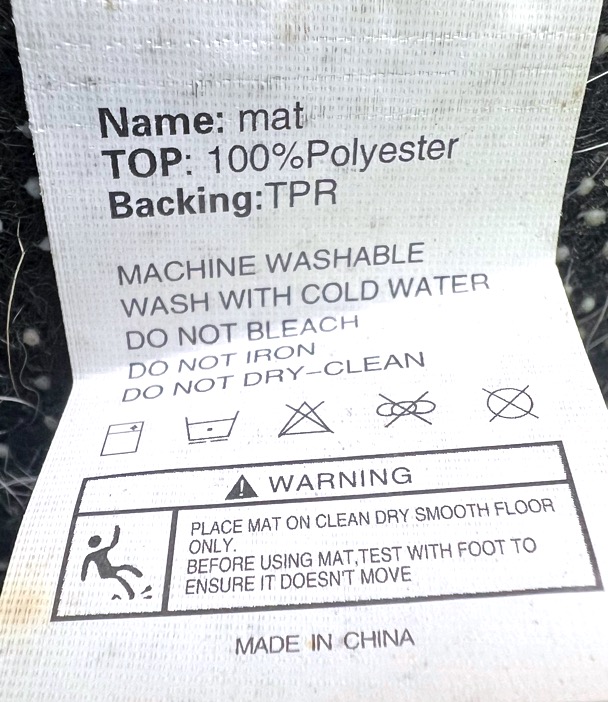 Name: mat
TOP: 100%Polyester
Backing:TPR
MACHINE WASHABLE
WASH WITH COLD WATER
DO NOT BLEACH
DO NOT IRON
DO NOT DRY-CLEAN
WARNING
PLACE MAT ON CLEAN DRY SMOOTH FLOOR
ONLY.
BEFORE USING MAT,TEST WITH FOOT TO
ENSURE IT DOESN'T MOVE
MADE IN CHINA